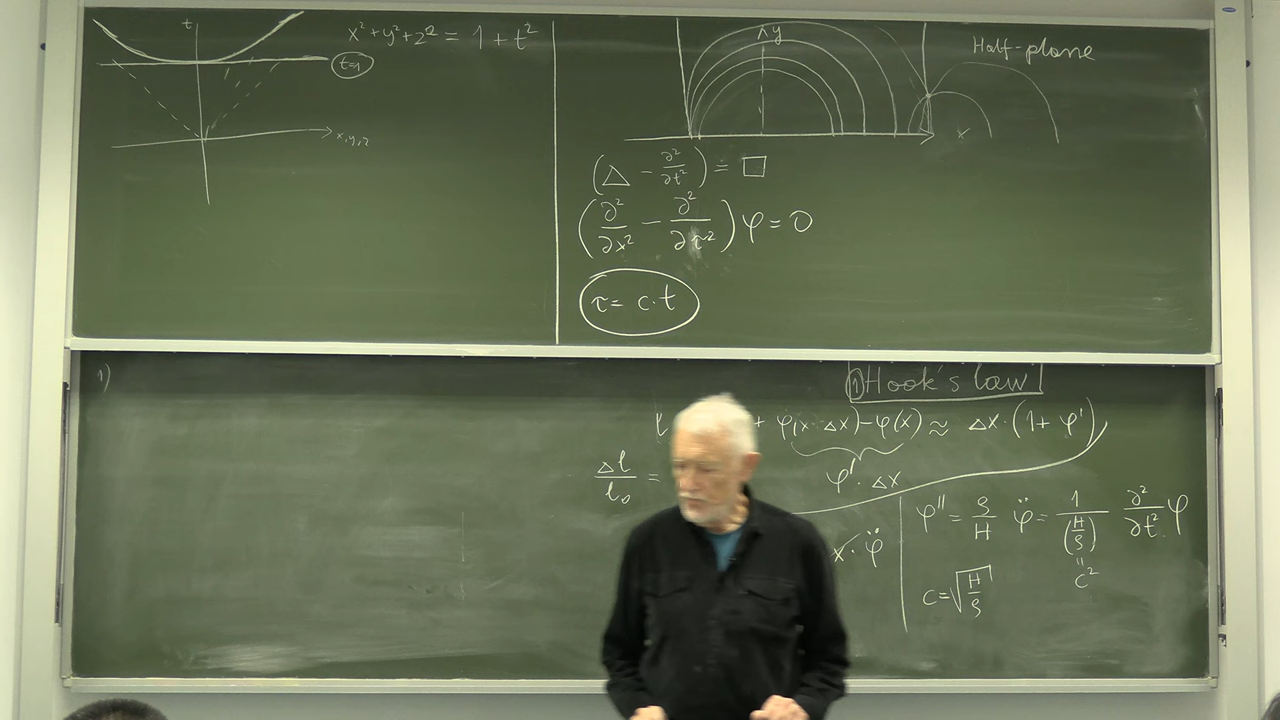 t
x² + y² + z² = 1 + t²
t=1
x, y, z
y
Half-plane
x
(△ − ∂²/∂t²) = □
(∂²/∂x² − ∂²/∂τ²) φ = 0
τ = c·t
1)
① Hook's law
+ φ(x·Δx) − φ(x) ≈ Δx·(1 + φ')
Δl/l₀ =
φ'·Δx
x·φ̈
φ'' = ρ/H φ̈ = 1/(H/ρ) ∂²/∂t² φ
" c²
c = √(H/ρ)